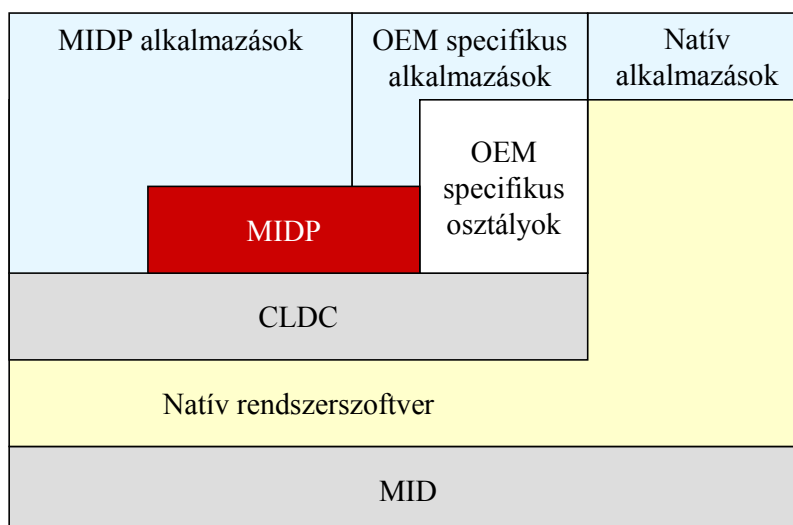 MIDP alkalmazások
OEM specifikus
alkalmazások
Natív
alkalmazások
OEM
specifikus
osztályok
MIDP
CLDC
Natív rendszerszoftver
MID